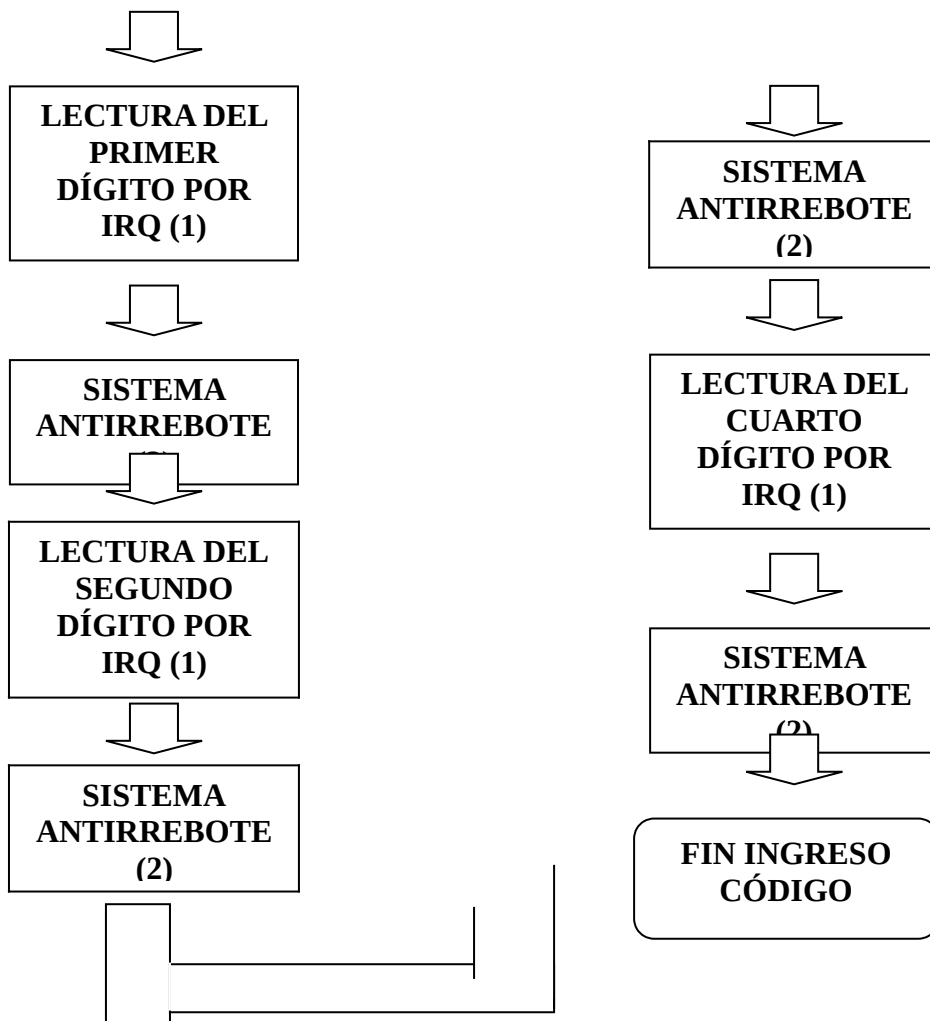 LECTURA DEL
PRIMER
DÍGITO POR
IRQ (1)
SISTEMA
ANTIRREBOTE
LECTURA DEL
SEGUNDO
DÍGITO POR
IRQ (1)
SISTEMA
ANTIRREBOTE
(2)
SISTEMA
ANTIRREBOTE
(2)
LECTURA DEL
CUARTO
DÍGITO POR
IRQ (1)
SISTEMA
ANTIRREBOTE
(2)
FIN INGRESO
CÓDIGO